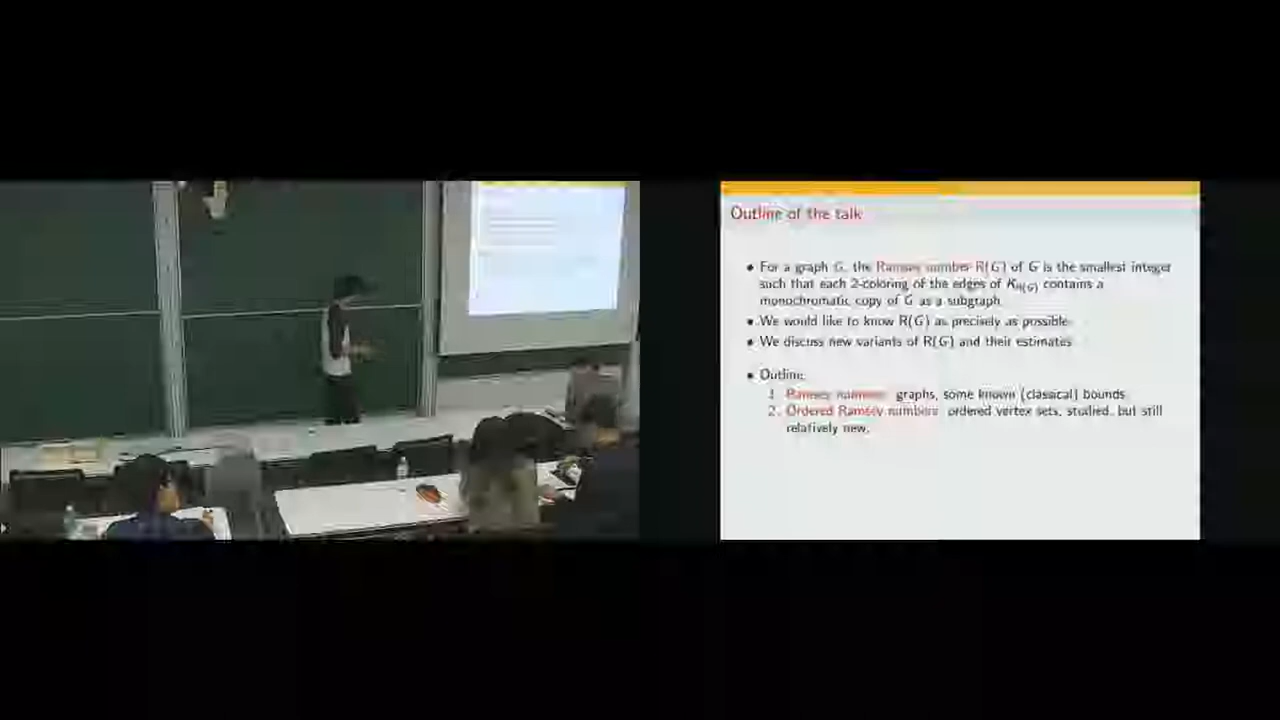 Outline of the talk
• For a graph G, the Ramsey number R(G) of G is the smallest integer
such that each 2-coloring of the edges of K_{R(G)} contains a
monochromatic copy of G as a subgraph.
• We would like to know R(G) as precisely as possible.
• We discuss new variants of R(G) and their estimates.
• Outline:
1. Ramsey numbers: graphs, some known (classical) bounds.
2. Ordered Ramsey numbers: ordered vertex sets, studied, but still
relatively new.